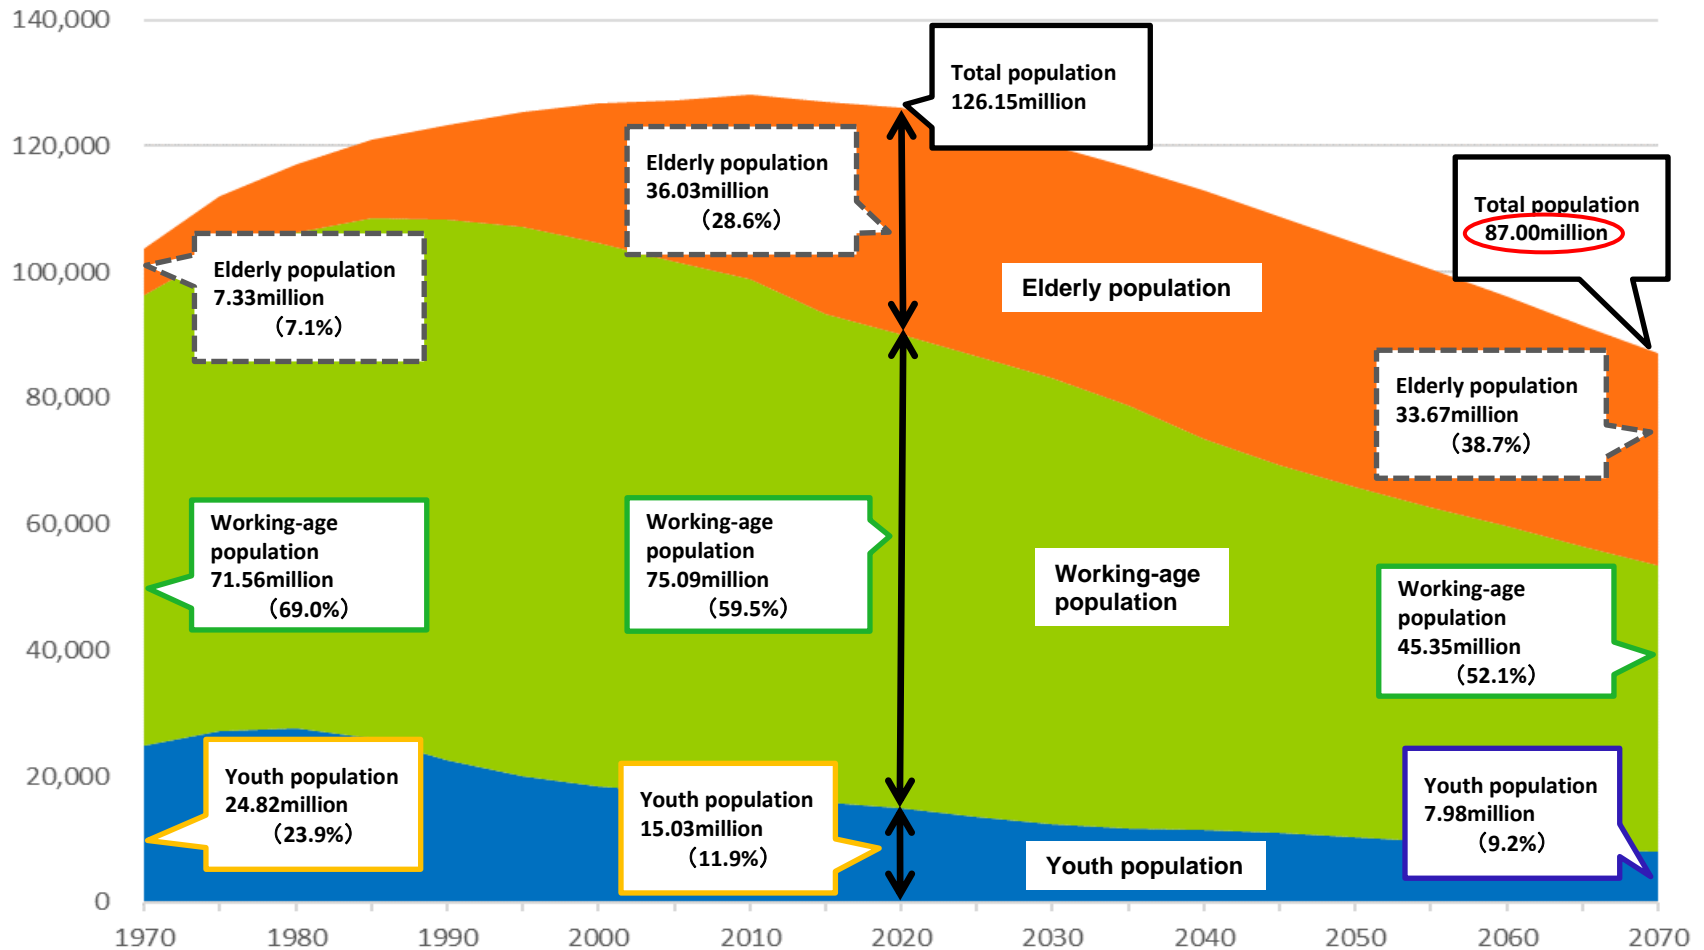 140,000
120,000
100,000
80,000
60,000
40,000
20,000
0
Total population
126.15million
Elderly population
36.03million
（28.6%）
Total population
87.00million
Elderly population
7.33million
（7.1%）
Elderly population
Elderly population
33.67million
（38.7%）
Working-age
population
71.56million
（69.0%）
Working-age
population
75.09million
（59.5%）
Working-age
population
Working-age
population
45.35million
（52.1%）
Youth population
24.82million
（23.9%）
Youth population
15.03million
（11.9%）
Youth population
Youth population
7.98million
（9.2%）
1970 1980 1990 2000 2010 2020 2030 2040 2050 2060 2070